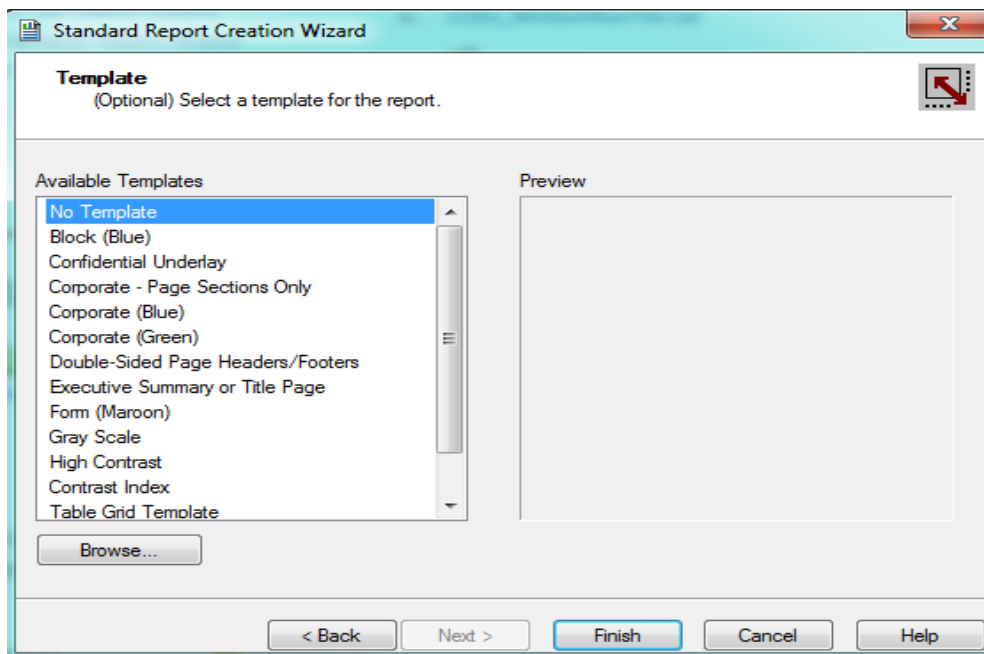 Standard Report Creation Wizard
Template
(Optional) Select a template for the report.
Available Templates
Preview
No Template
Block (Blue)
Confidential Underlay
Corporate - Page Sections Only
Corporate (Blue)
Corporate (Green)
Double-Sided Page Headers/Footers
Executive Summary or Title Page
Form (Maroon)
Gray Scale
High Contrast
Contrast Index
Table Grid Template
Browse...
< Back
Next >
Finish
Cancel
Help